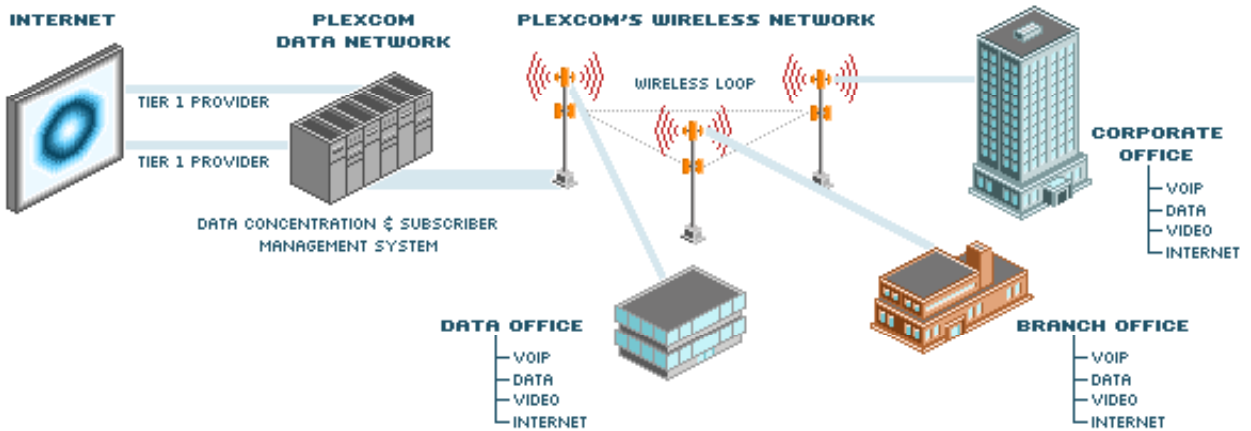 INTERNET
PLEXCOM
DATA NETWORK
PLEXCOM'S WIRELESS NETWORK
TIER 1 PROVIDER
TIER 1 PROVIDER
WIRELESS LOOP
DATA CONCENTRATION & SUBSCRIBER
MANAGEMENT SYSTEM
CORPORATE
OFFICE
VOIP
DATA
VIDEO
INTERNET
DATA OFFICE
VOIP
DATA
VIDEO
INTERNET
BRANCH OFFICE
VOIP
DATA
VIDEO
INTERNET